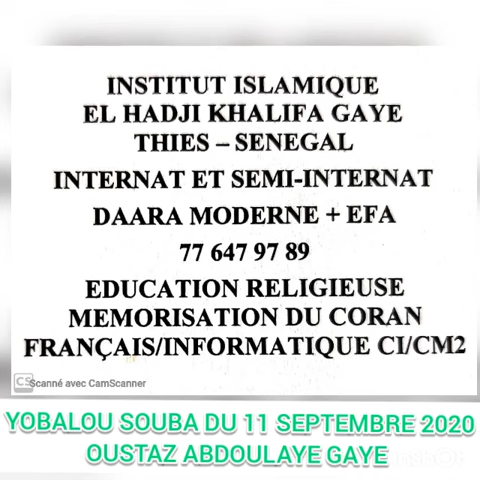 INSTITUT ISLAMIQUE
EL HADJI KHALIFA GAYE
THIES – SENEGAL
INTERNAT ET SEMI-INTERNAT
DAARA MODERNE + EFA
77 647 97 89
EDUCATION RELIGIEUSE
MEMORISATION DU CORAN
FRANÇAIS/INFORMATIQUE CI/CM2
CS Scanné avec CamScanner
YOBALOU SOUBA DU 11 SEPTEMBRE 2020
OUSTAZ ABDOULAYE GAYE